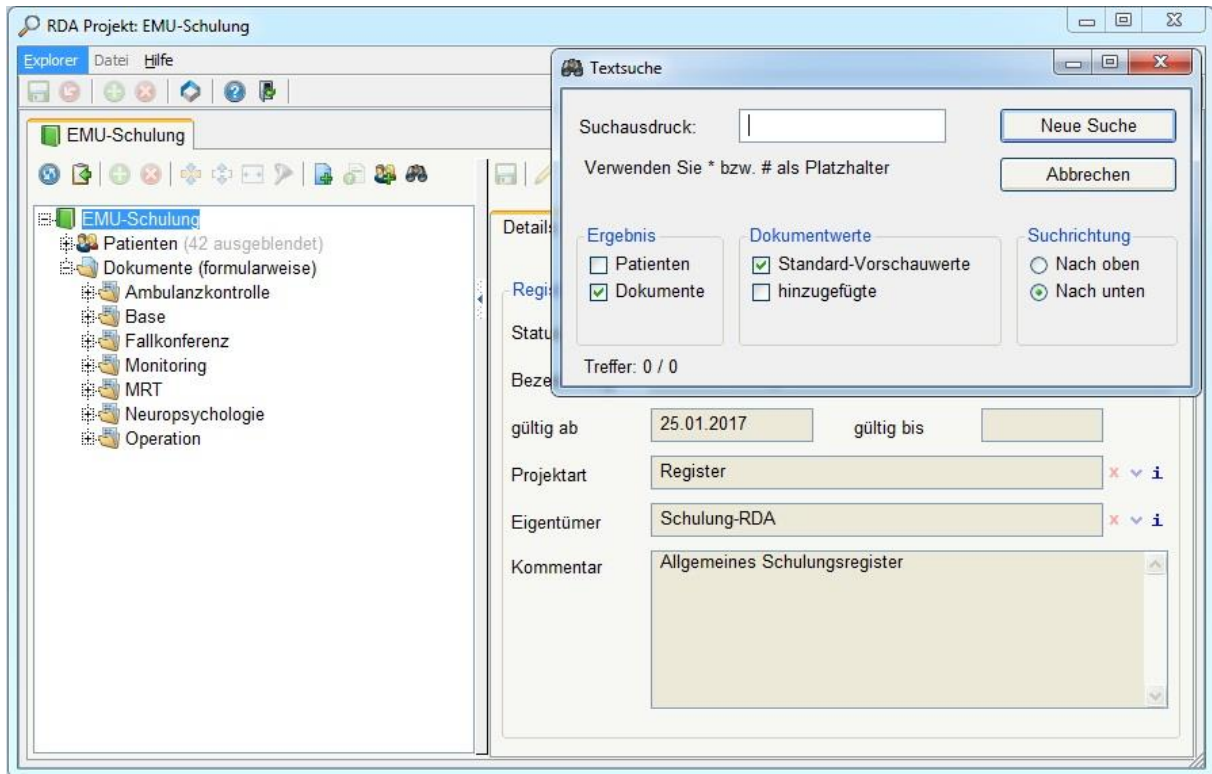 RDA Projekt: EMU-Schulung
Explorer Datei Hilfe
EMU-Schulung
EMU-Schulung
Patienten (42 ausgeblendet)
Dokumente (formularweise)
Ambulanzkontrolle
Base
Fallkonferenz
Monitoring
MRT
Neuropsychologie
Operation
Textsuche
Suchausdruck:
Neue Suche
Verwenden Sie * bzw. # als Platzhalter
Abbrechen
Ergebnis
Patienten
Dokumente
Dokumentwerte
Standard-Vorschauwerte
hinzugefügte
Suchrichtung
Nach oben
Nach unten
Treffer: 0 / 0
Details
Regi
Statu
Beze
gültig ab 25.01.2017 gültig bis
Projektart Register
Eigentümer Schulung-RDA
Kommentar Allgemeines Schulungsregister